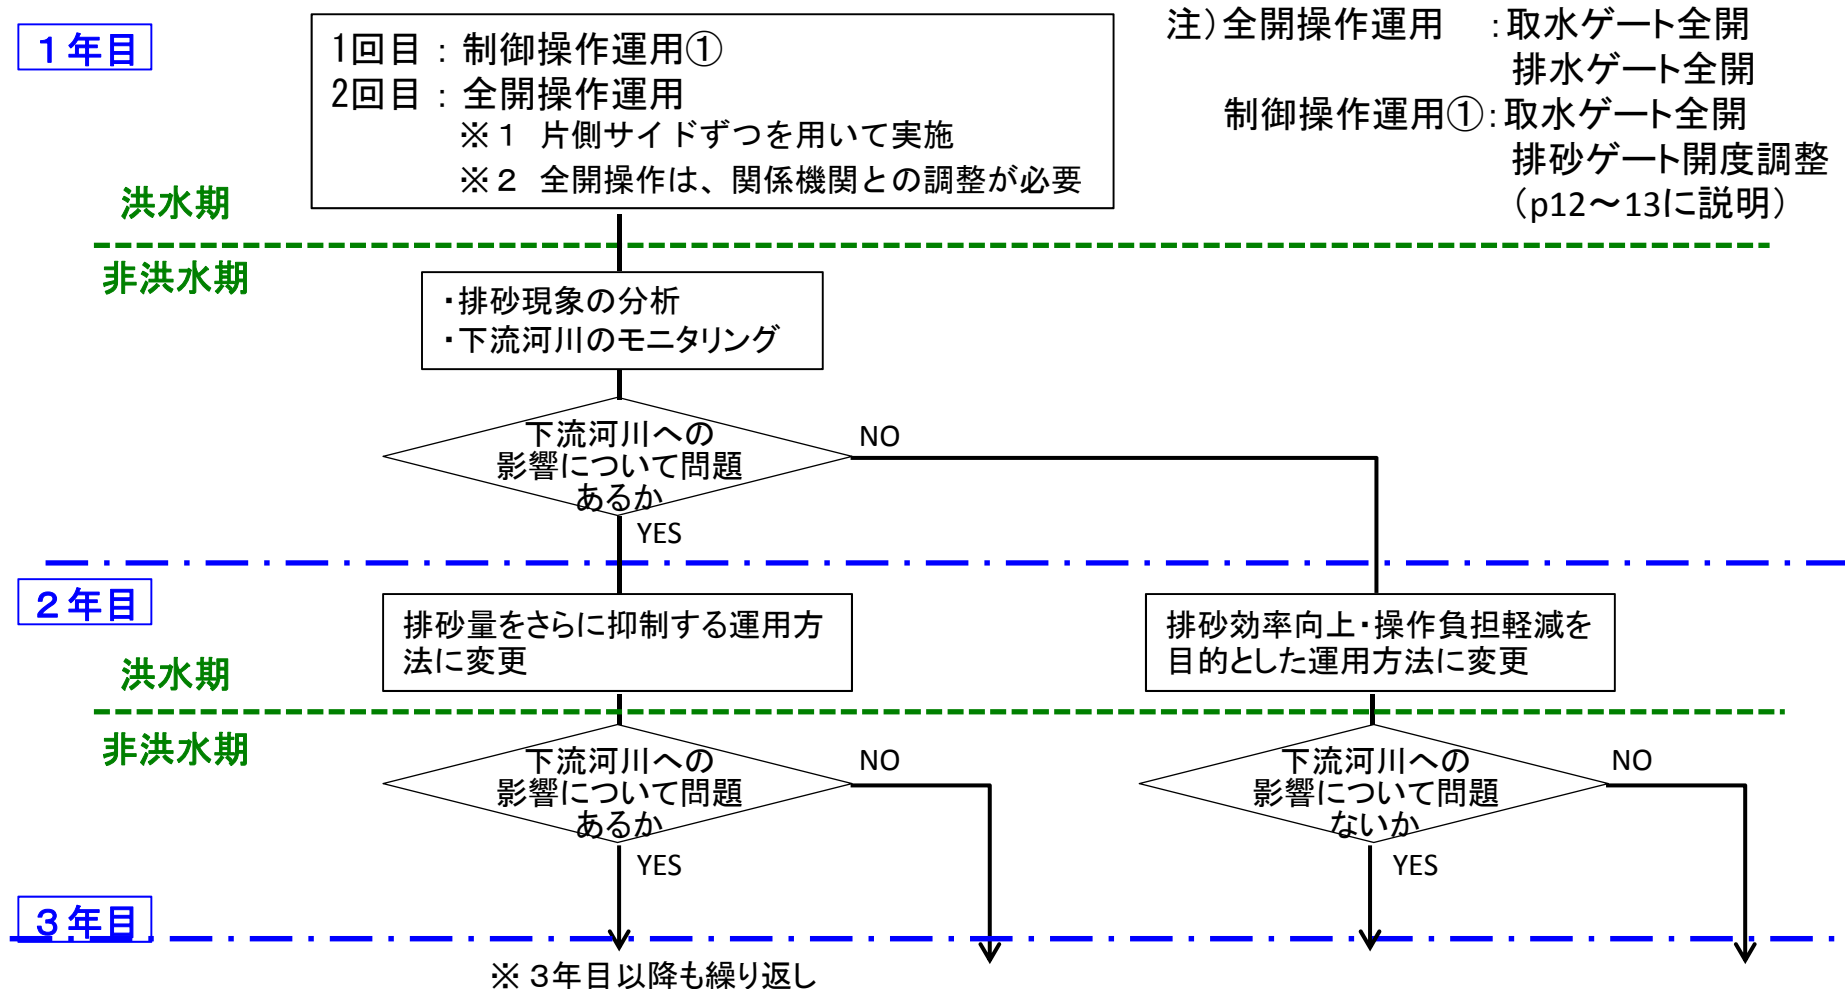 １年目
1回目：制御操作運用①
2回目：全開操作運用
※１　片側サイドずつを用いて実施
※２　全開操作は、関係機関との調整が必要
注）全開操作運用　：取水ゲート全開
排水ゲート全開
制御操作運用①：取水ゲート全開
排砂ゲート開度調整
（p12～13に説明）
洪水期
非洪水期
・排砂現象の分析
・下流河川のモニタリング
下流河川への
影響について問題
あるか
NO
YES
２年目
排砂量をさらに抑制する運用方
法に変更
排砂効率向上・操作負担軽減を
目的とした運用方法に変更
洪水期
非洪水期
下流河川への
影響について問題
あるか
NO
YES
下流河川への
影響について問題
ないか
NO
YES
３年目
※３年目以降も繰り返し